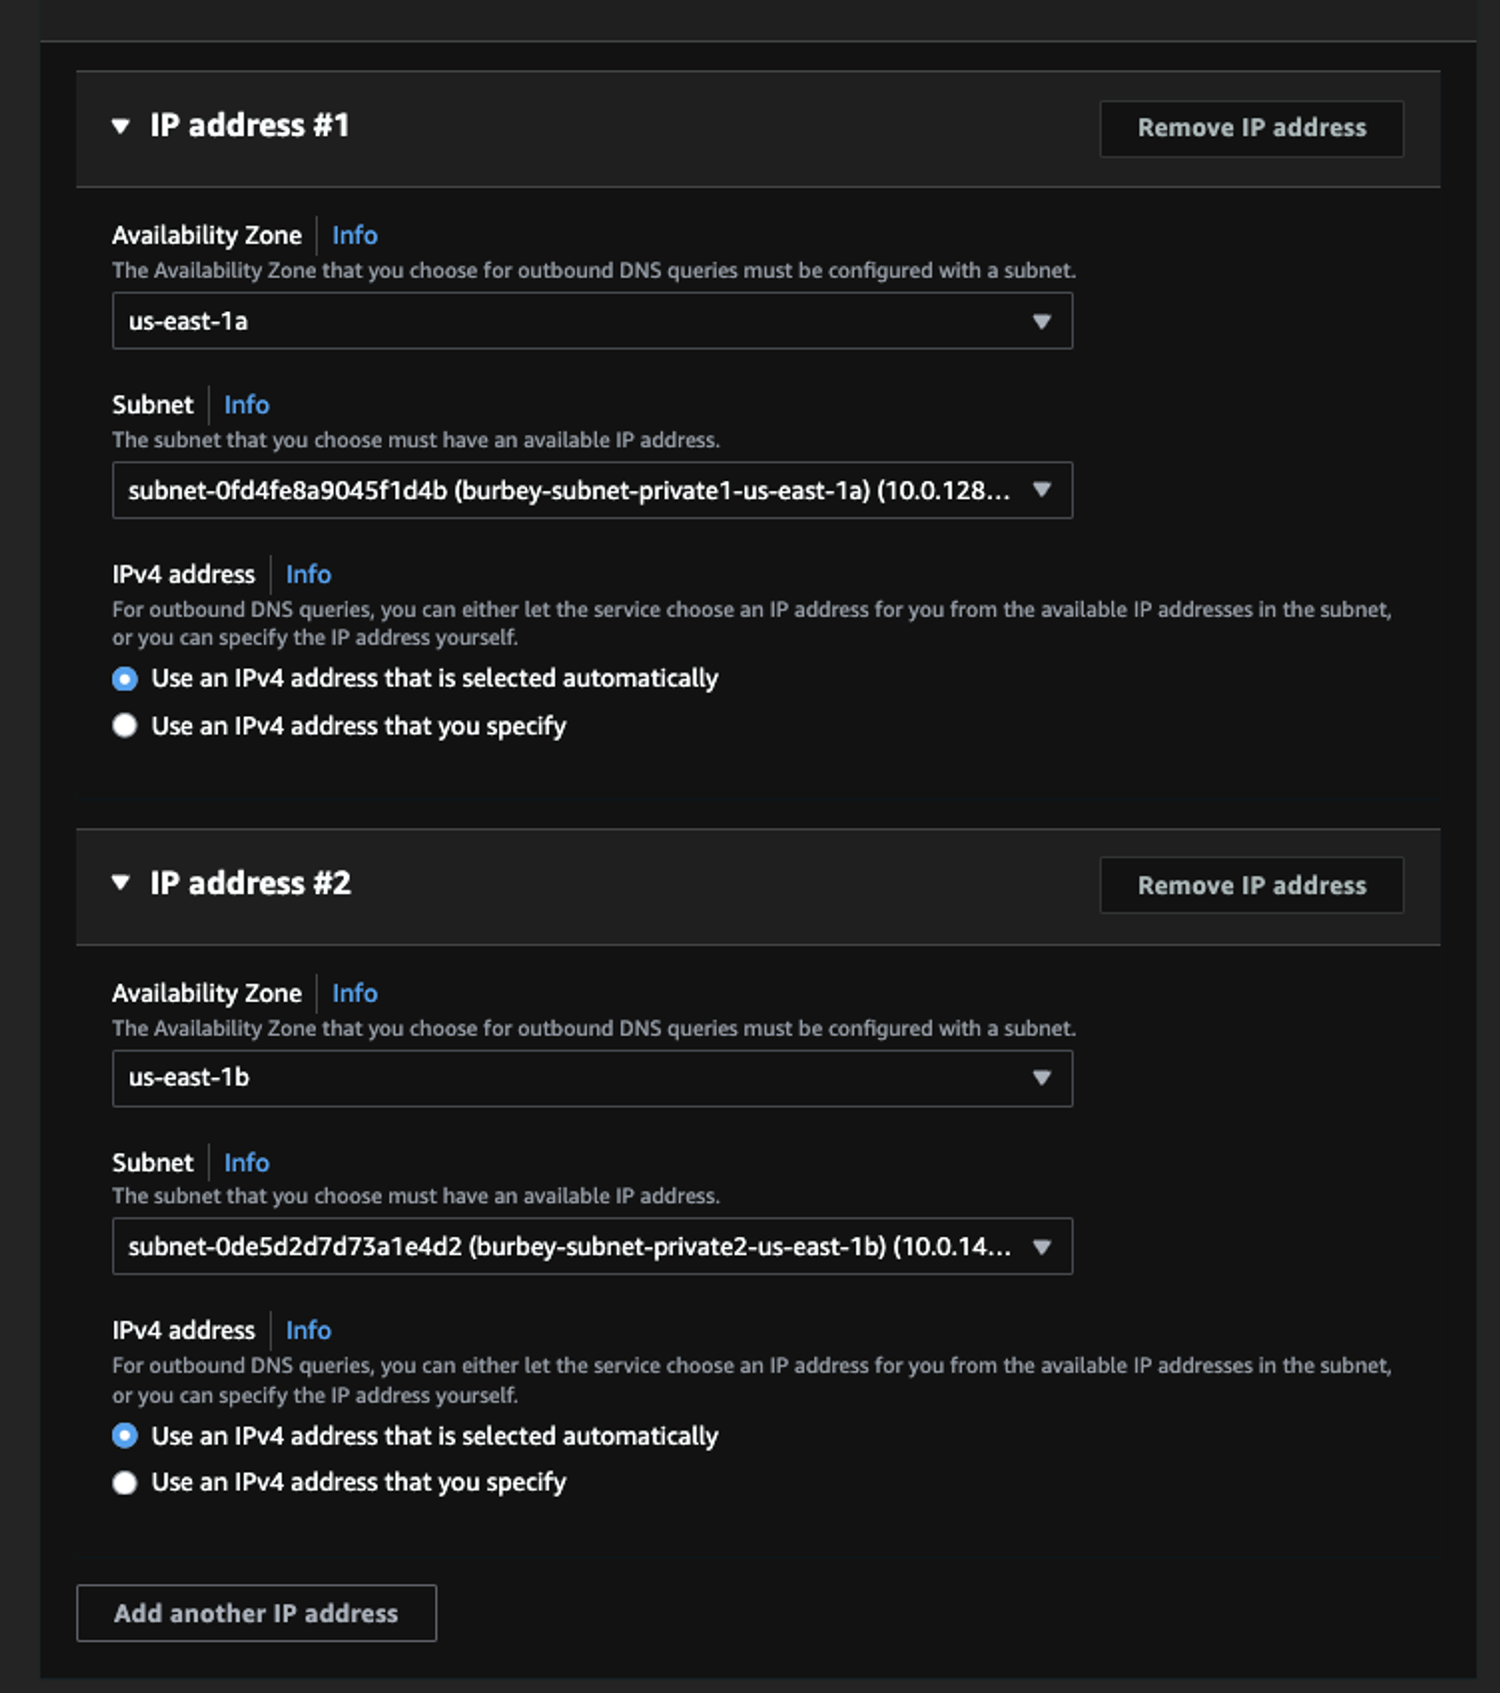 IP address #1
Remove IP address
Availability Zone Info
The Availability Zone that you choose for outbound DNS queries must be configured with a subnet.
us-east-1a
Subnet Info
The subnet that you choose must have an available IP address.
subnet-0fd4fe8a9045f1d4b (burbey-subnet-private1-us-east-1a) (10.0.128...
IPv4 address Info
For outbound DNS queries, you can either let the service choose an IP address for you from the available IP addresses in the subnet,
or you can specify the IP address yourself.
Use an IPv4 address that is selected automatically
Use an IPv4 address that you specify
IP address #2
Remove IP address
Availability Zone Info
The Availability Zone that you choose for outbound DNS queries must be configured with a subnet.
us-east-1b
Subnet Info
The subnet that you choose must have an available IP address.
subnet-0de5d2d7d73a1e4d2 (burbey-subnet-private2-us-east-1b) (10.0.14...
IPv4 address Info
For outbound DNS queries, you can either let the service choose an IP address for you from the available IP addresses in the subnet,
or you can specify the IP address yourself.
Use an IPv4 address that is selected automatically
Use an IPv4 address that you specify
Add another IP address